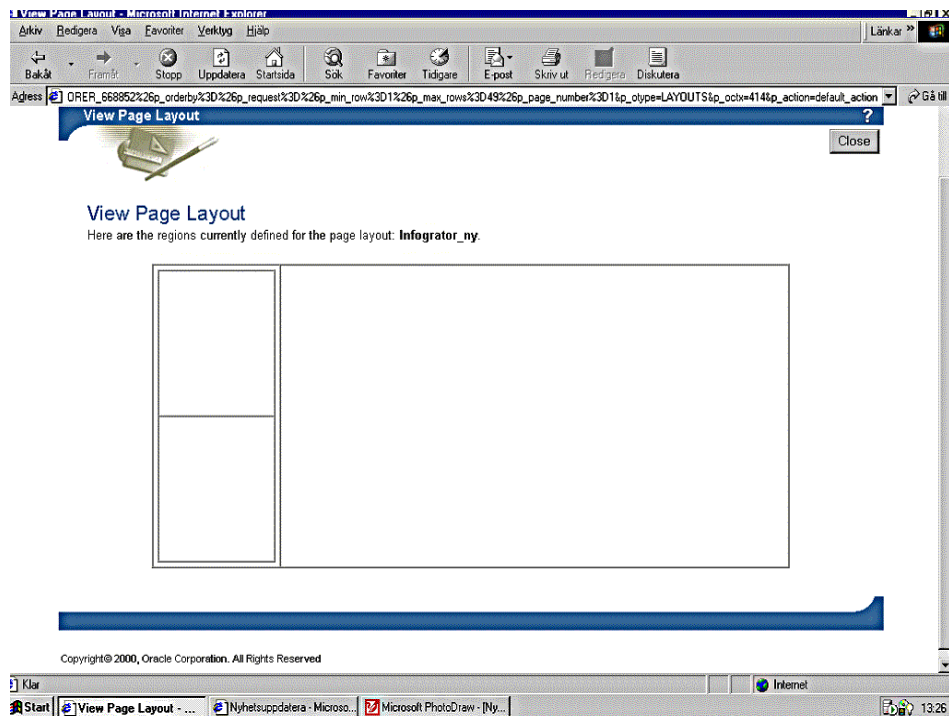 View Page Layout - Microsoft Internet Explorer
Arkiv Redigera Visa Favoriter Verktyg Hjälp Länkar »
Bakåt Framåt Stopp Uppdatera Startsida Sök Favoriter Tidigare E-post Skriv ut Redigera Diskutera
Adress ORER_668852%26p_orderby%3D%26p_request%3D%26p_min_row%3D1%26p_max_rows%3D49%26p_page_number%3D1&p_otype=LAYOUTS&p_octx=414&p_action=default_action Gå till
View Page Layout ?
Close
View Page Layout
Here are the regions currently defined for the page layout: Infogrator_ny.
Copyright© 2000, Oracle Corporation. All Rights Reserved
Klar Internet
Start View Page Layout - ... Nyhetsuppdatera - Microso... Microsoft PhotoDraw - [Ny... 13:26